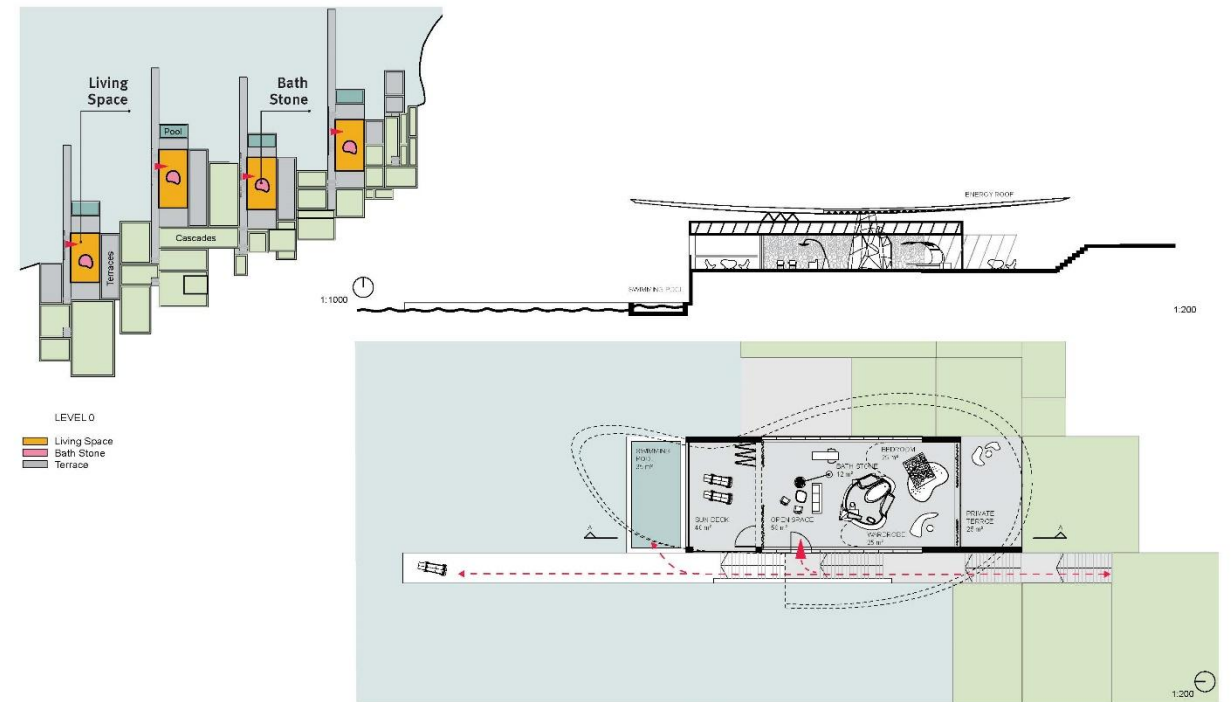 Living
Space
Bath
Stone
Pool
Cascades
Terraces
1:1000
LEVEL 0
Living Space
Bath Stone
Terrace
ENERGY ROOF
SWIMMING POOL
1:200
SWIMMING
POOL
35 m²
SUN DECK
40 m²
OPEN SPACE
50 m²
BATH STONE
12 m²
BEDROOM
25 m²
WARDROBE
25 m²
PRIVATE
TERRCE
25 m²
A
A
1:200